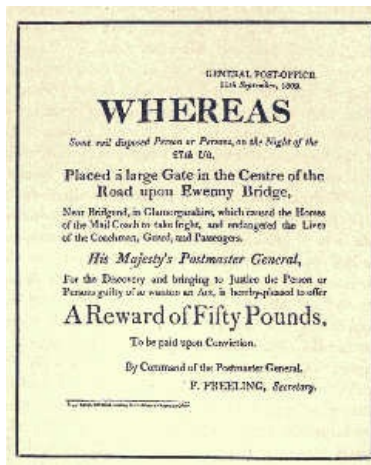 GENERAL POST-OFFICE
11th September, 1809.
WHEREAS
Some evil disposed Person or Persons, on the Night of the
27th Ult.
Placed a large Gate in the Centre of the
Road upon Ewenny Bridge,
Near Bridgend, in Glamorganshire, which caused the Horses
of the Mail Coach to take fright, and endangered the Lives
of the Coachman, Guard, and Passengers.
His Majesty's Postmaster General,
For the Discovery and bringing to Justice the Person or
Persons guilty of so wanton an Act, is hereby pleased to offer
A Reward of Fifty Pounds,
To be paid upon Conviction.
By Command of the Postmaster General.
F. FREELING, Secretary.